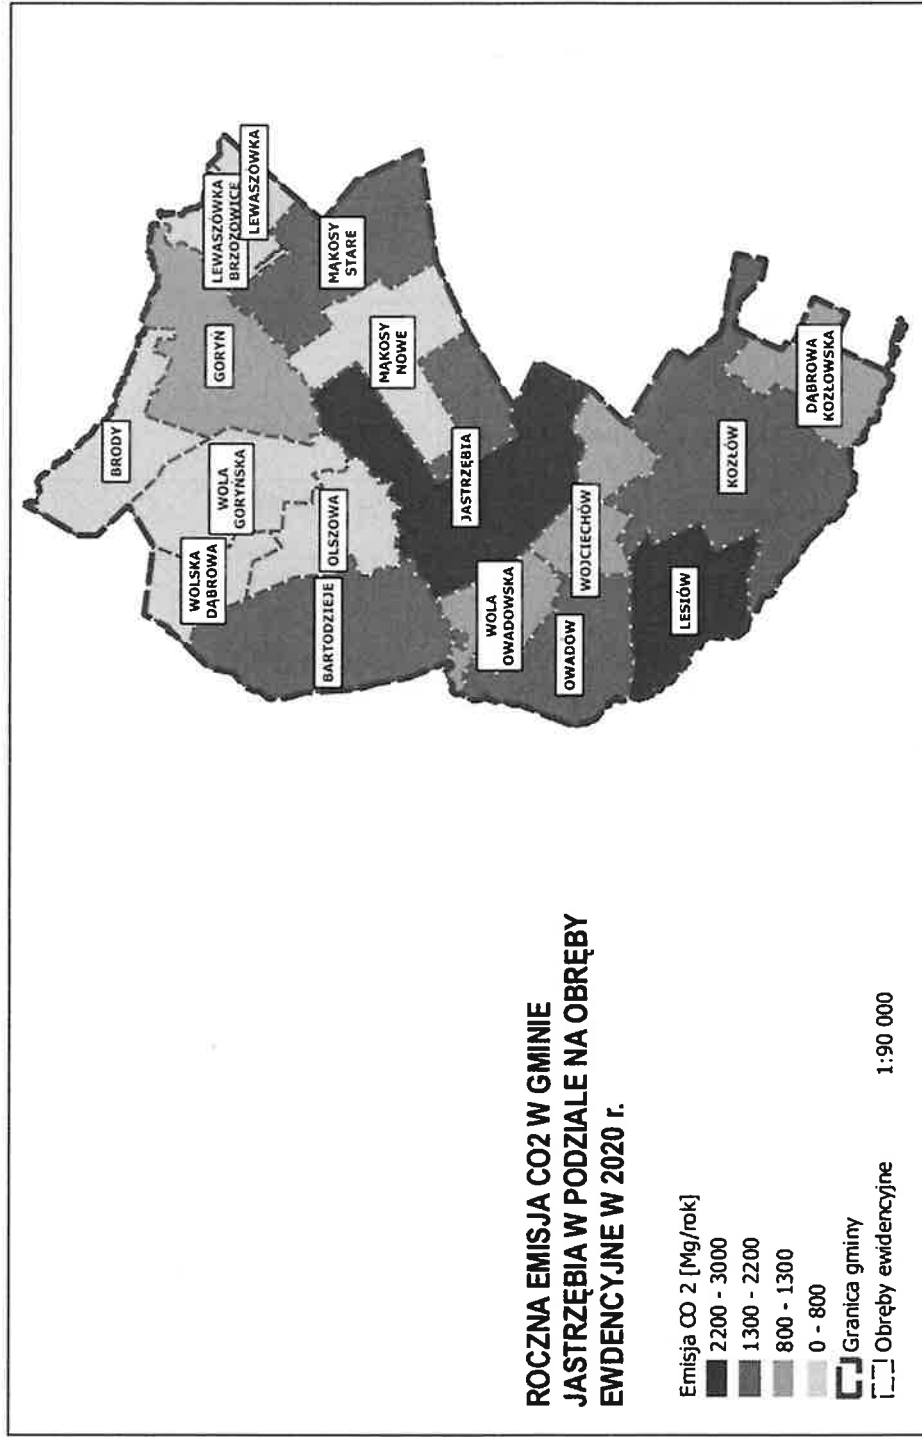 ROCZNA EMISJA CO2 W GMINIE
JASTRZĘBIA W PODZIALE NA OBRĘBY
EWDENCYJNE W 2020 r.
Emisja CO 2 [Mg/rok]
2200 - 3000
1300 - 2200
800 - 1300
0 - 800
Granica gminy
Obręby ewidencyjne
1:90 000
BRODY
WOLSKA
DĄBROWA
WOLA
GORYŃSKA
GORYŃ
LEWASZÓWKA
BRZOZOWICE
LEWASZÓWKA
BARTODZIEJE
OLSZOWA
MĄKOSY
NOWE
MĄKOSY
STARE
JASTRZĘBIA
WOLA
OWADOWSKA
OWADÓW
WOJCIECHÓW
LESIÓW
KOZŁÓW
DĄBROWA
KOZŁOWSKA